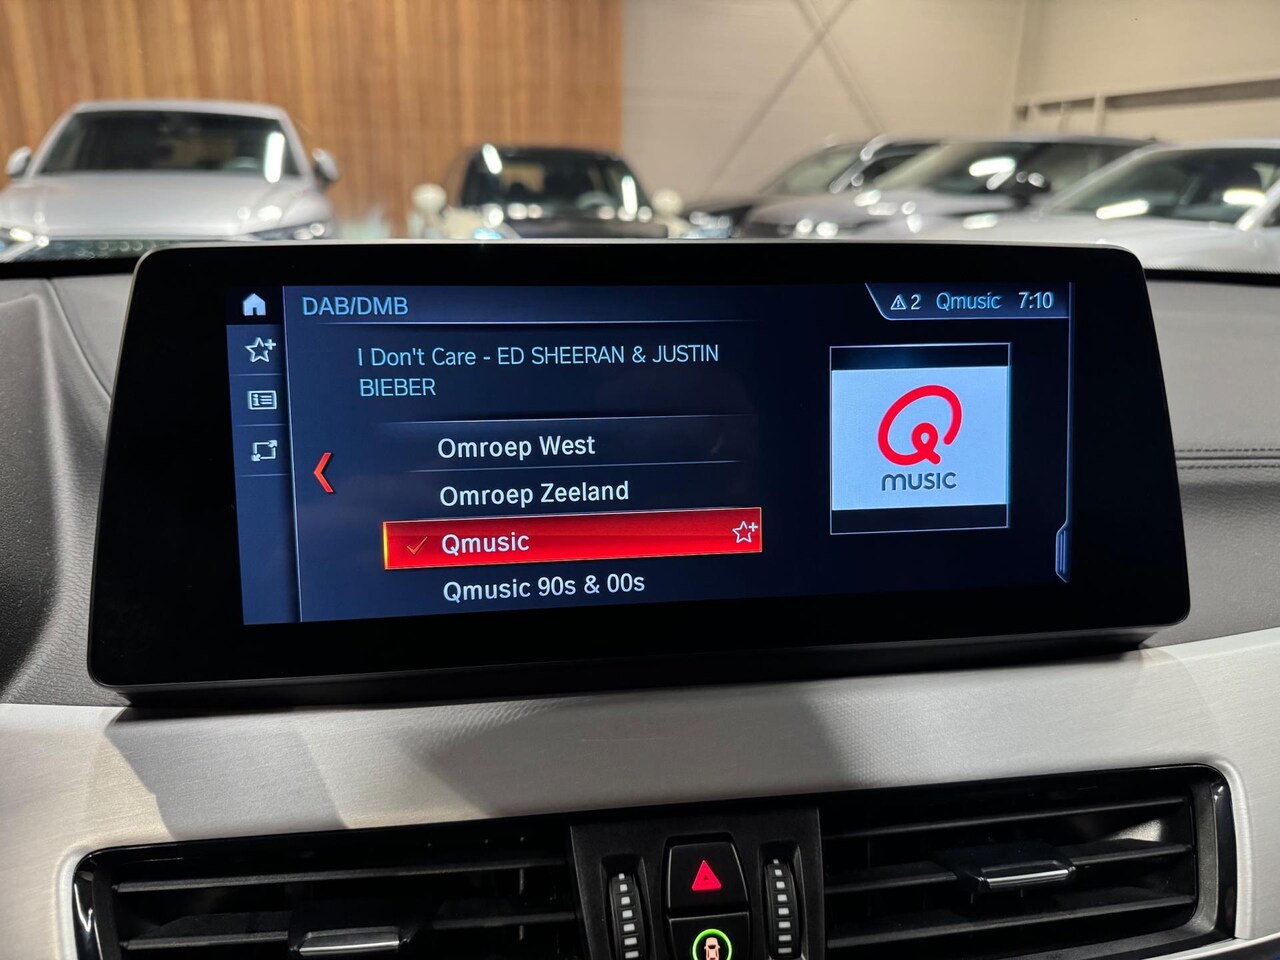 DAB/DMB
2 Qmusic 7:10
I Don't Care - ED SHEERAN & JUSTIN
BIEBER
Omroep West
Omroep Zeeland
Qmusic
Qmusic 90s & 00s
Q
MUSIC